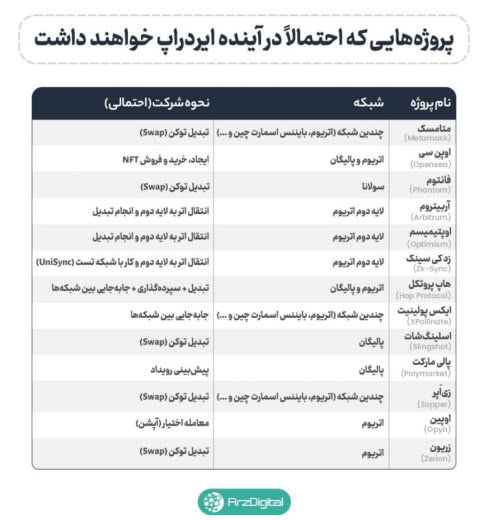 پروژه‌هایی که احتمالاً در آینده ایردراپ خواهند داشت
نام پروژه شبکه نحوه شرکت (احتمالی)
متامسک چندین شبکه (اتریوم، بایننس اسمارت چین و ...) تبدیل توکن (Swap)
(Metamask)
اوپن سی اتریوم و پالیگان ایجاد، خرید و فروش NFT
(Opensea)
فانتوم سولانا تبدیل توکن (Swap)
(Phantom)
آربیتروم لایه دوم اتریوم انتقال اتر به لایه دوم و انجام تبدیل
(Arbitrum)
اوپتیمیسم لایه دوم اتریوم انتقال اتر به لایه دوم و انجام تبدیل
(Optimism)
زد کی سینک لایه دوم اتریوم انتقال اتر به لایه دوم و کار با شبکه تست (UniSync)
(Zk-Sync)
هاپ پروتکل اتریوم و پالیگان تبدیل + سپرده‌گذاری + جابه‌جایی بین شبکه‌ها
(Hop Protocol)
ایکس پولینیت چندین شبکه (اتریوم، بایننس اسمارت چین و ...) جابه‌جایی بین شبکه‌ها
(XPollinate)
اسلینگ‌شات پالیگان تبدیل توکن (Swap)
(Slingshot)
پالی مارکت پالیگان پیش‌بینی رویداد
(Polymarket)
زی‌اَپر چندین شبکه (اتریوم، بایننس اسمارت چین و ...) تبدیل توکن (Swap)
(Zapper)
اوپین اتریوم معامله اختیار (آپشن)
(Opyn)
زریون اتریوم تبدیل توکن (Swap)
(Zerion)
ArzDigital